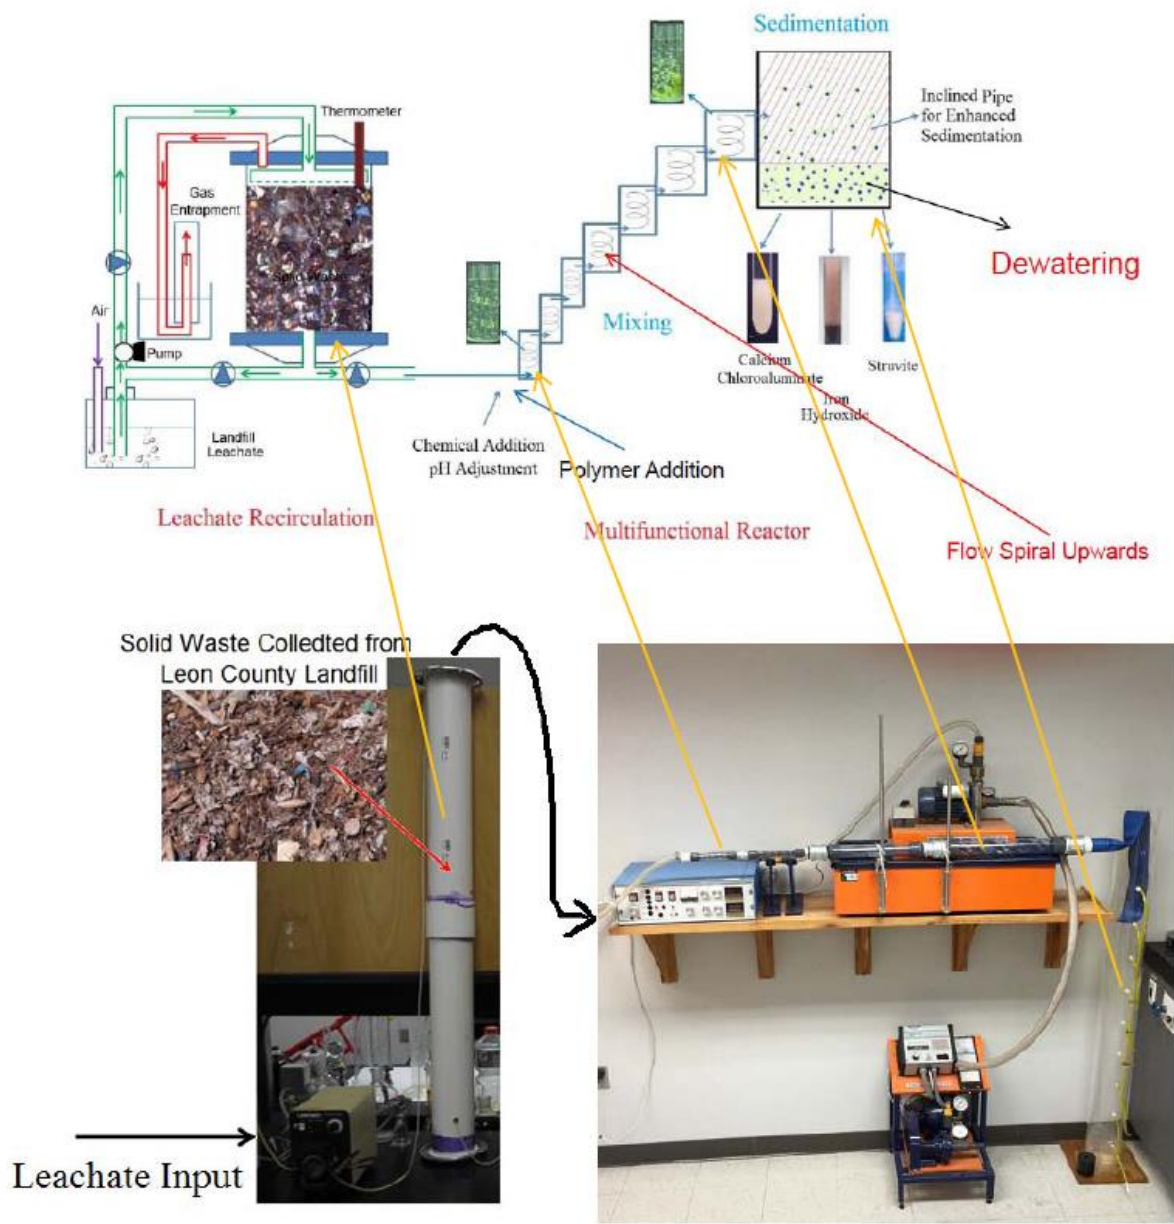 Sedimentation
Thermometer
Inclined Pipe
for Enhanced
Sedimentation
Gas
Entrapment
Solid Waste
Dewatering
Air
Mixing
Pump
Calcium
Chloroaluminate
Struvite
Iron
Hydroxide
Landfill
Leachate
Chemical Addition
pH Adjustment
Polymer Addition
Leachate Recirculation
Multifunctional Reactor
Flow Spiral Upwards
Solid Waste Colledted from
Leon County Landfill
Leachate Input